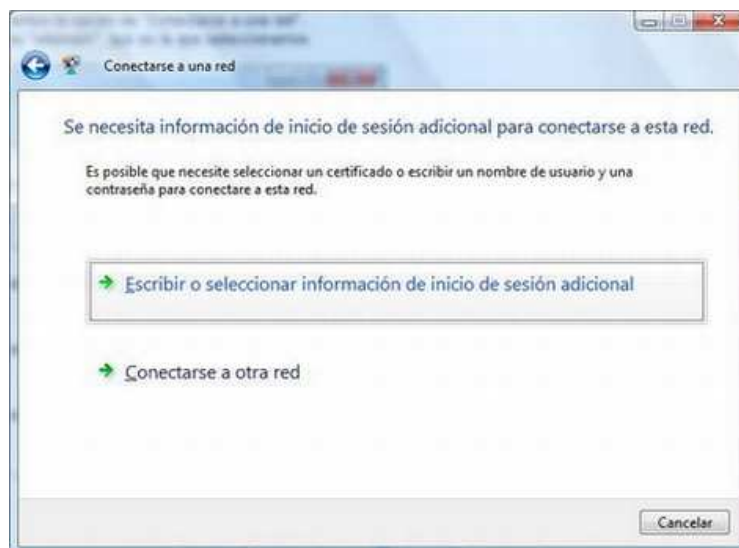 Conectarse a una red
Se necesita información de inicio de sesión adicional para conectarse a esta red.
Es posible que necesite seleccionar un certificado o escribir un nombre de usuario y una
contraseña para conectare a esta red.
Escribir o seleccionar información de inicio de sesión adicional
Conectarse a otra red
Cancelar